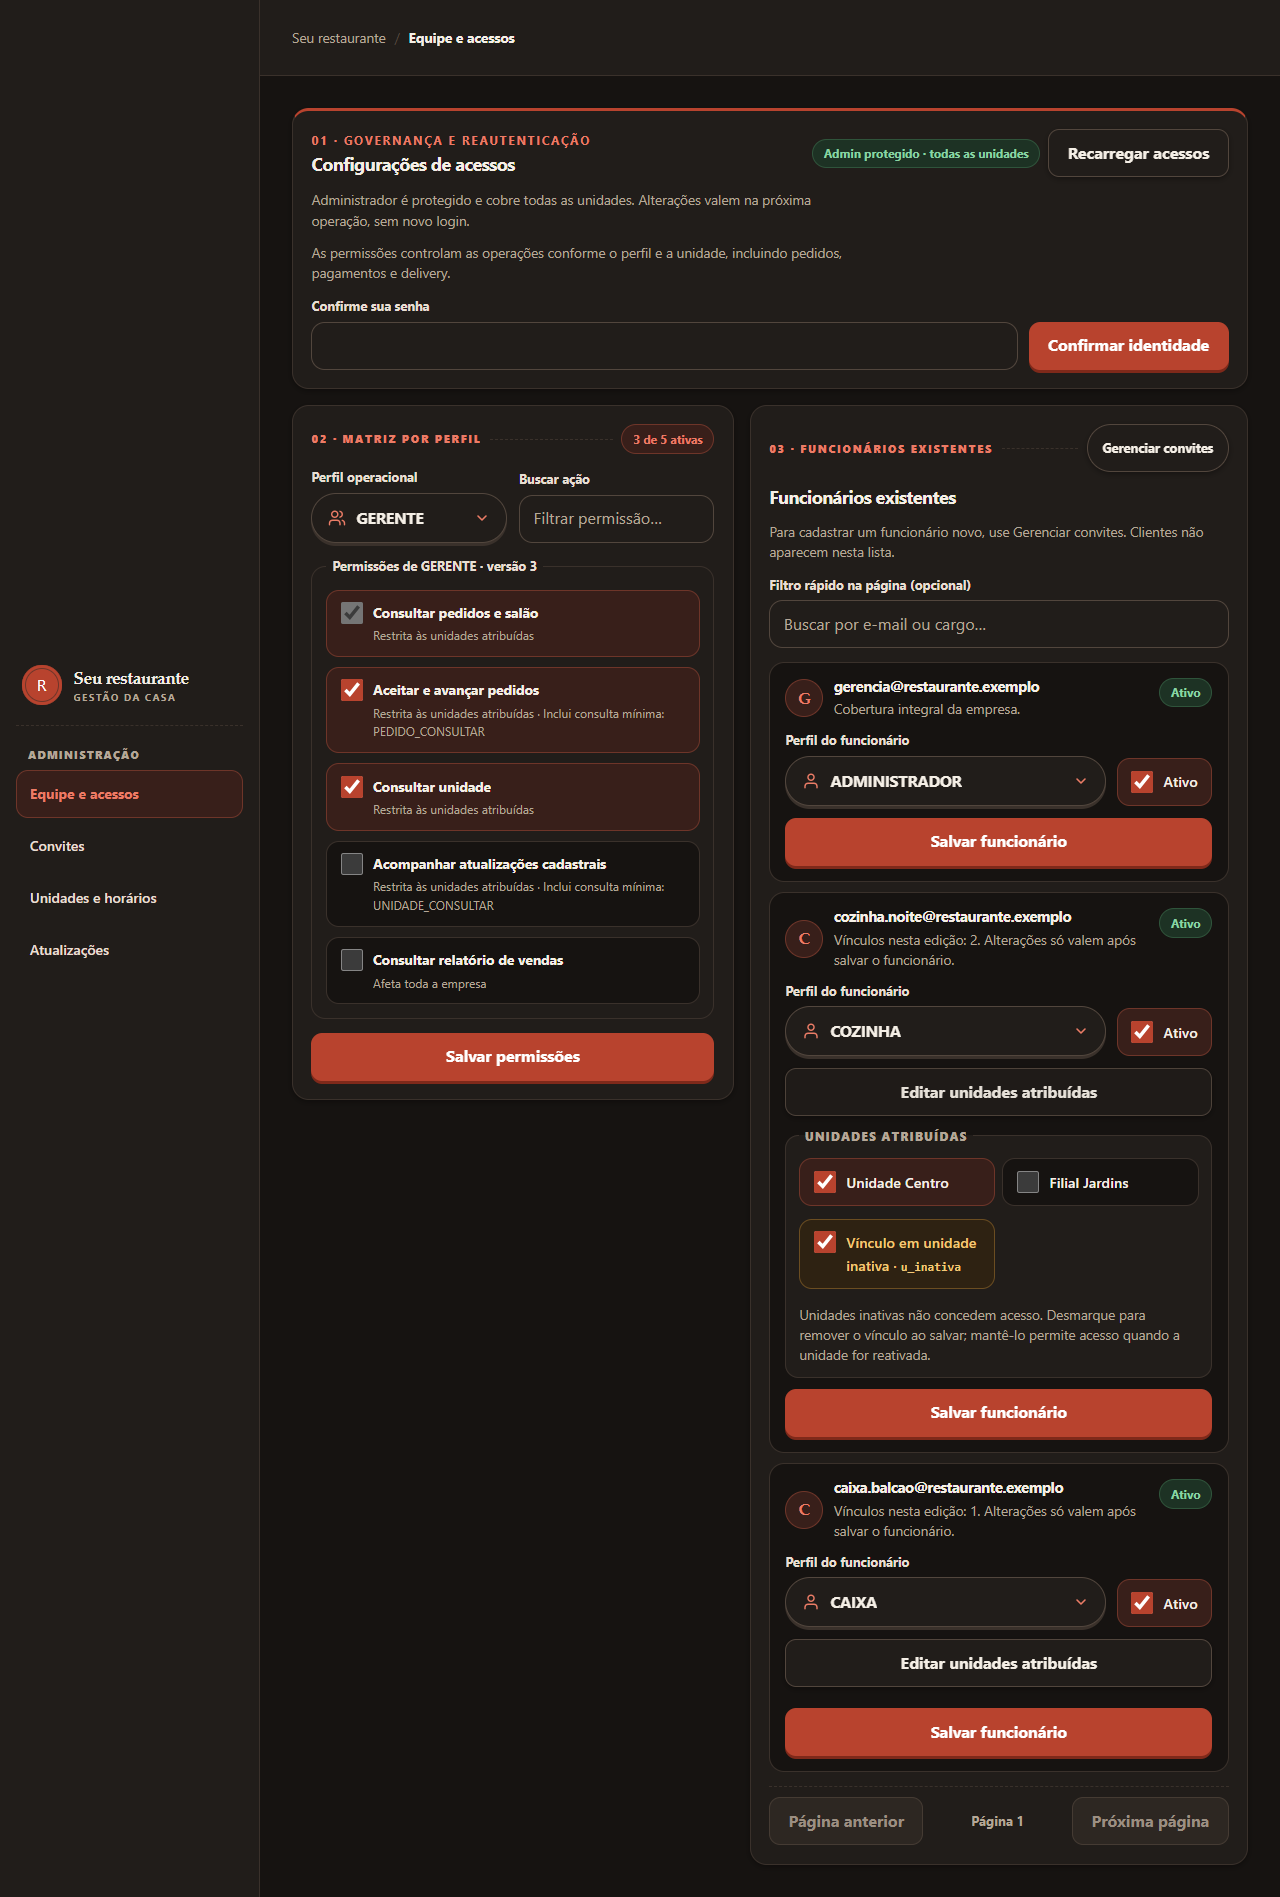 Seu restaurante / Equipe e acessos
R
Seu restaurante
GESTÃO DA CASA
ADMINISTRAÇÃO
Equipe e acessos
Convites
Unidades e horários
Atualizações
01 · GOVERNANÇA E REAUTENTICAÇÃO
Configurações de acessos
Admin protegido · todas as unidades
Recarregar acessos
Administrador é protegido e cobre todas as unidades. Alterações valem na próxima
operação, sem novo login.
As permissões controlam as operações conforme o perfil e a unidade, incluindo pedidos,
pagamentos e delivery.
Confirme sua senha
Confirmar identidade
02 · MATRIZ POR PERFIL
3 de 5 ativas
Perfil operacional
GERENTE
Buscar ação
Filtrar permissão...
Permissões de GERENTE · versão 3
Consultar pedidos e salão
Restrita às unidades atribuídas
Aceitar e avançar pedidos
Restrita às unidades atribuídas · Inclui consulta mínima:
PEDIDO_CONSULTAR
Consultar unidade
Restrita às unidades atribuídas
Acompanhar atualizações cadastrais
Restrita às unidades atribuídas · Inclui consulta mínima:
UNIDADE_CONSULTAR
Consultar relatório de vendas
Afeta toda a empresa
Salvar permissões
03 · FUNCIONÁRIOS EXISTENTES
Gerenciar convites
Funcionários existentes
Para cadastrar um funcionário novo, use Gerenciar convites. Clientes não
aparecem nesta lista.
Filtro rápido na página (opcional)
Buscar por e-mail ou cargo...
G
gerencia@restaurante.exemplo
Cobertura integral da empresa.
Ativo
Perfil do funcionário
ADMINISTRADOR
Ativo
Salvar funcionário
C
cozinha.noite@restaurante.exemplo
Vínculos nesta edição: 2. Alterações só valem após
salvar o funcionário.
Ativo
Perfil do funcionário
COZINHA
Ativo
Editar unidades atribuídas
UNIDADES ATRIBUÍDAS
Unidade Centro
Filial Jardins
Vínculo em unidade
inativa · u_inativa
Unidades inativas não concedem acesso. Desmarque para
remover o vínculo ao salvar; mantê-lo permite acesso quando a
unidade for reativada.
Salvar funcionário
C
caixa.balcao@restaurante.exemplo
Vínculos nesta edição: 1. Alterações só valem após
salvar o funcionário.
Ativo
Perfil do funcionário
CAIXA
Ativo
Editar unidades atribuídas
Salvar funcionário
Página anterior
Página 1
Próxima página